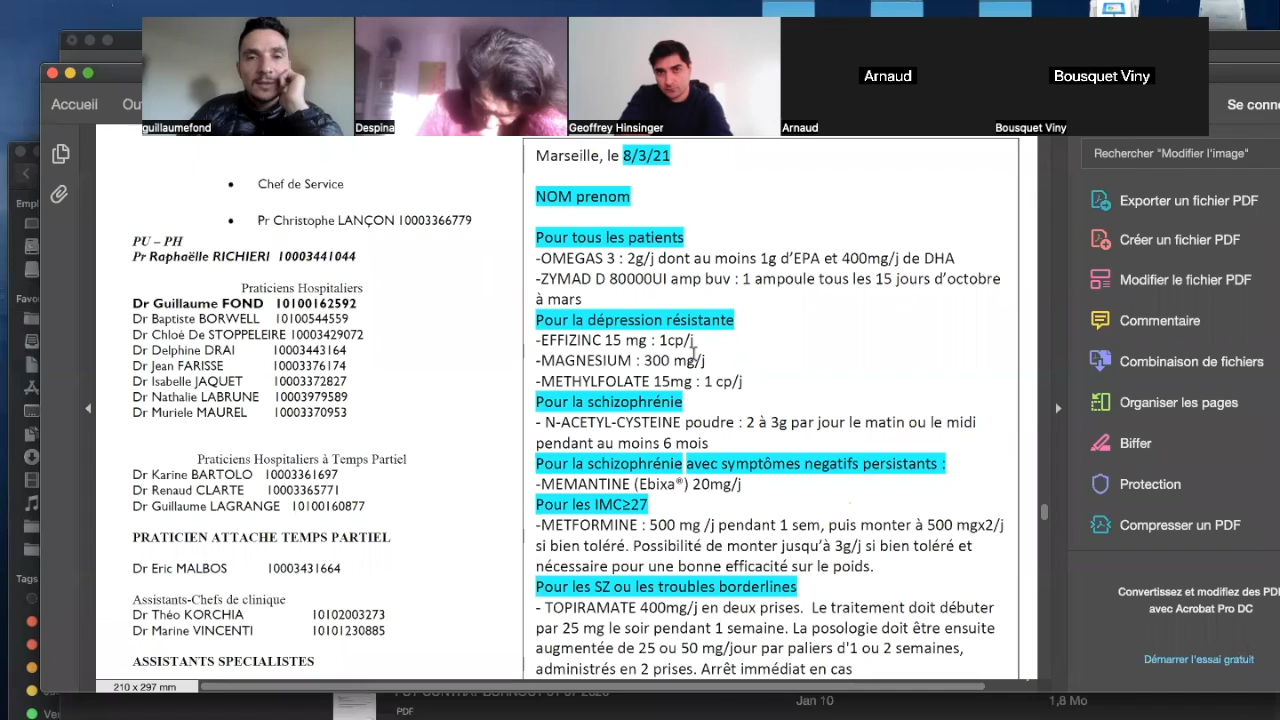 Arnaud
Bousquet Viny
guillaumefond
Despina
Geoffrey Hinsinger
Arnaud
Bousquet Viny
Accueil
Ou
Se conne
Marseille, le 8/3/21
NOM prenom
Pour tous les patients
-OMEGAS 3 : 2g/j dont au moins 1g d’EPA et 400mg/j de DHA
-ZYMAD D 80000UI amp buv : 1 ampoule tous les 15 jours d’octobre
à mars
Pour la dépression résistante
-EFFIZINC 15 mg : 1cp/j
-MAGNESIUM : 300 mg/j
-METHYLFOLATE 15mg : 1 cp/j
Pour la schizophrénie
- N-ACETYL-CYSTEINE poudre : 2 à 3g par jour le matin ou le midi
pendant au moins 6 mois
Pour la schizophrénie avec symptômes negatifs persistants :
-MEMANTINE (Ebixa®) 20mg/j
Pour les IMC≥27
-METFORMINE : 500 mg /j pendant 1 sem, puis monter à 500 mgx2/j
si bien toléré. Possibilité de monter jusqu’à 3g/j si bien toléré et
nécessaire pour une bonne efficacité sur le poids.
Pour les SZ ou les troubles borderlines
- TOPIRAMATE 400mg/j en deux prises. Le traitement doit débuter
par 25 mg le soir pendant 1 semaine. La posologie doit être ensuite
augmentée de 25 ou 50 mg/jour par paliers d'1 ou 2 semaines,
administrés en 2 prises. Arrêt immédiat en cas
• Chef de Service
• Pr Christophe LANÇON 10003366779
PU – PH
Pr Raphaëlle RICHIERI 10003441044
Praticiens Hospitaliers
Dr Guillaume FOND 10100162592
Dr Baptiste BORWELL 10100544559
Dr Chloé De STOPPELEIRE 10003429072
Dr Delphine DRAI 10003443164
Dr Jean FARISSE 10003376174
Dr Isabelle JAQUET 10003372827
Dr Nathalie LABRUNE 10003979589
Dr Muriele MAUREL 10003370953
Praticiens Hospitaliers à Temps Partiel
Dr Karine BARTOLO 10003361697
Dr Renaud CLARTE 10003365771
Dr Guillaume LAGRANGE 10100160877
PRATICIEN ATTACHE TEMPS PARTIEL
Dr Eric MALBOS 10003431664
Assistants-Chefs de clinique
Dr Théo KORCHIA 10102003273
Dr Marine VINCENTI 10101230885
ASSISTANTS SPECIALISTES
210 x 297 mm
Rechercher "Modifier l'image"
Exporter un fichier PDF
Créer un fichier PDF
Modifier le fichier PDF
Commentaire
Combinaison de fichiers
Organiser les pages
Biffer
Protection
Compresser un PDF
Convertissez et modifiez des PD
avec Acrobat Pro DC
Démarrer l'essai gratuit
Empl
Favor
iCl
Tags
Ve
PDF
Jan 10
1,8 Mo